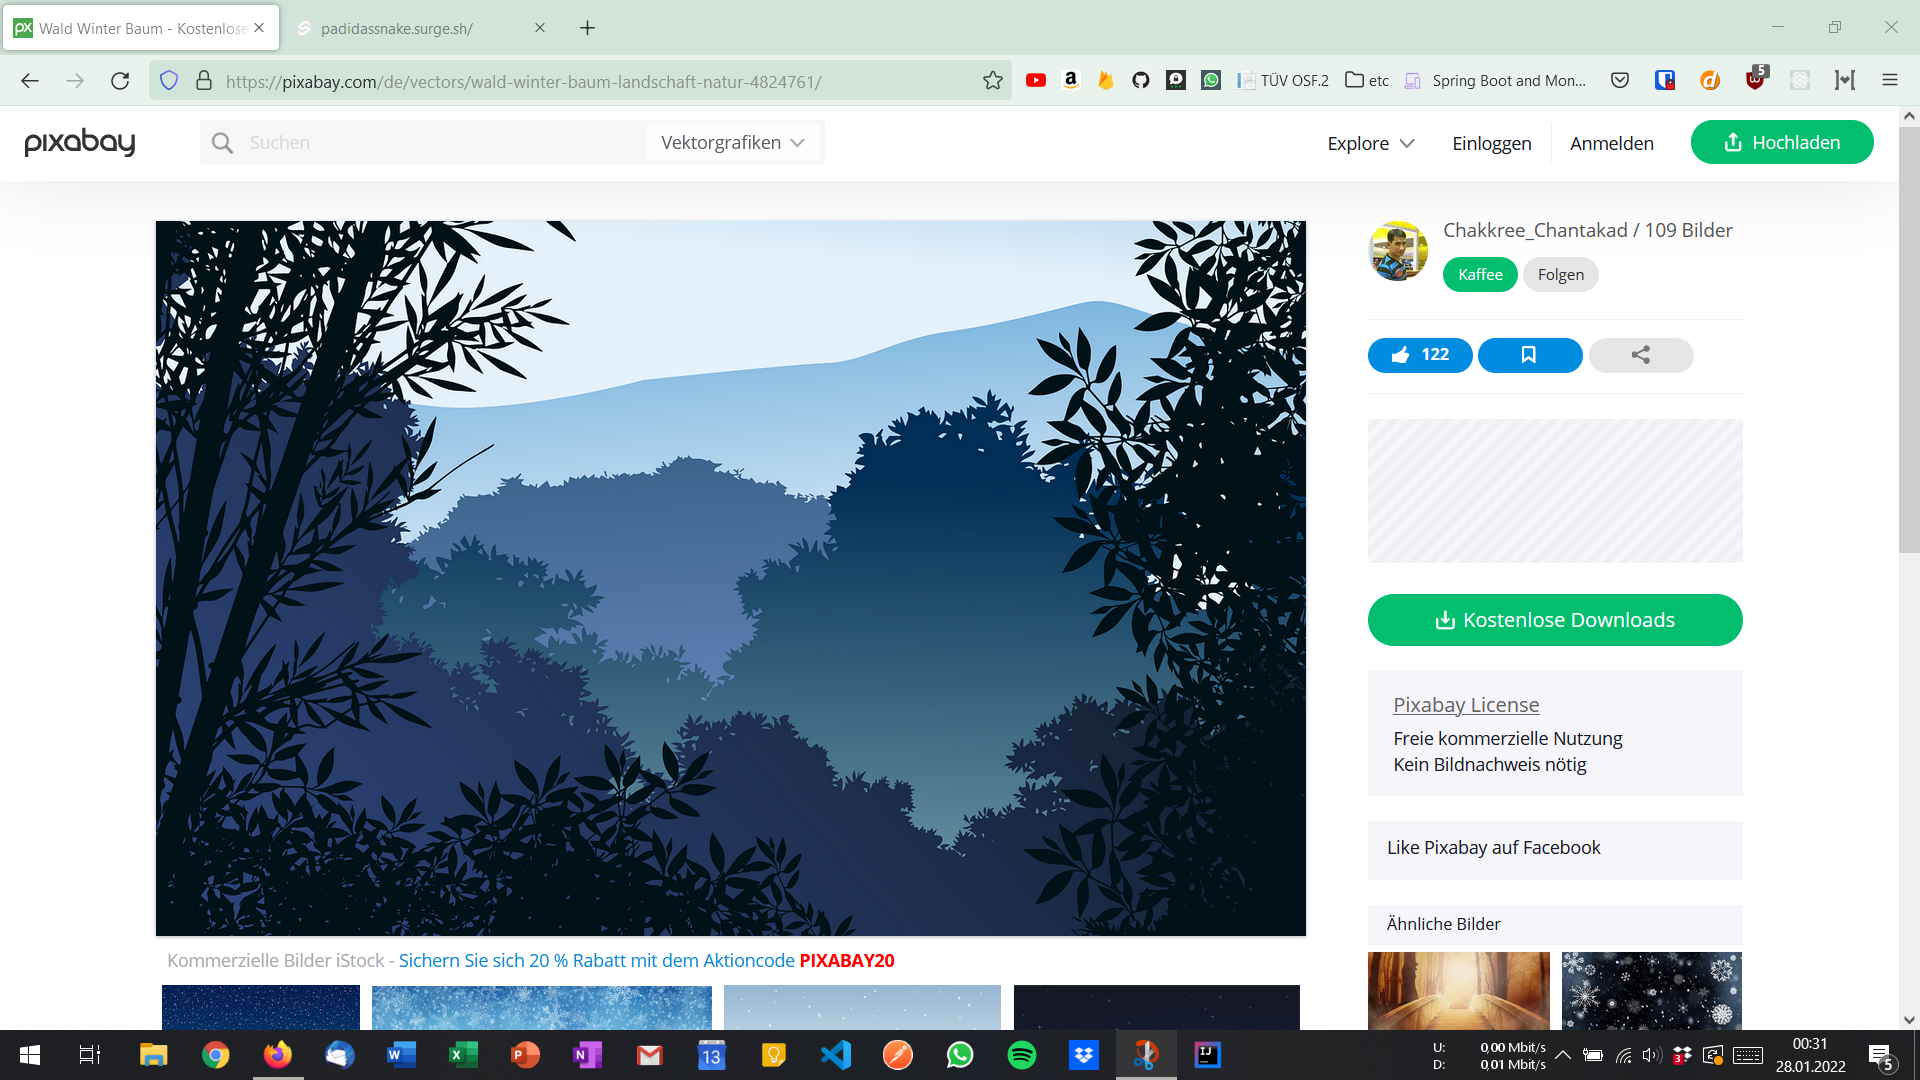 Wald Winter Baum - Kostenlose
padidassnake.surge.sh/
https://pixabay.com/de/vectors/wald-winter-baum-landschaft-natur-4824761/
TÜV OSF.2
etc
Spring Boot and Mon...
5
pixabay
Suchen
Vektorgrafiken
Explore
Einloggen
Anmelden
Hochladen
Chakkree_Chantakad / 109 Bilder
Kaffee
Folgen
122
Kostenlose Downloads
Pixabay License
Freie kommerzielle Nutzung
Kein Bildnachweis nötig
Like Pixabay auf Facebook
Ähnliche Bilder
Kommerzielle Bilder iStock - Sichern Sie sich 20 % Rabatt mit dem Aktioncode PIXABAY20
U: 0,00 Mbit/s
D: 0,01 Mbit/s
00:31
28.01.2022
5